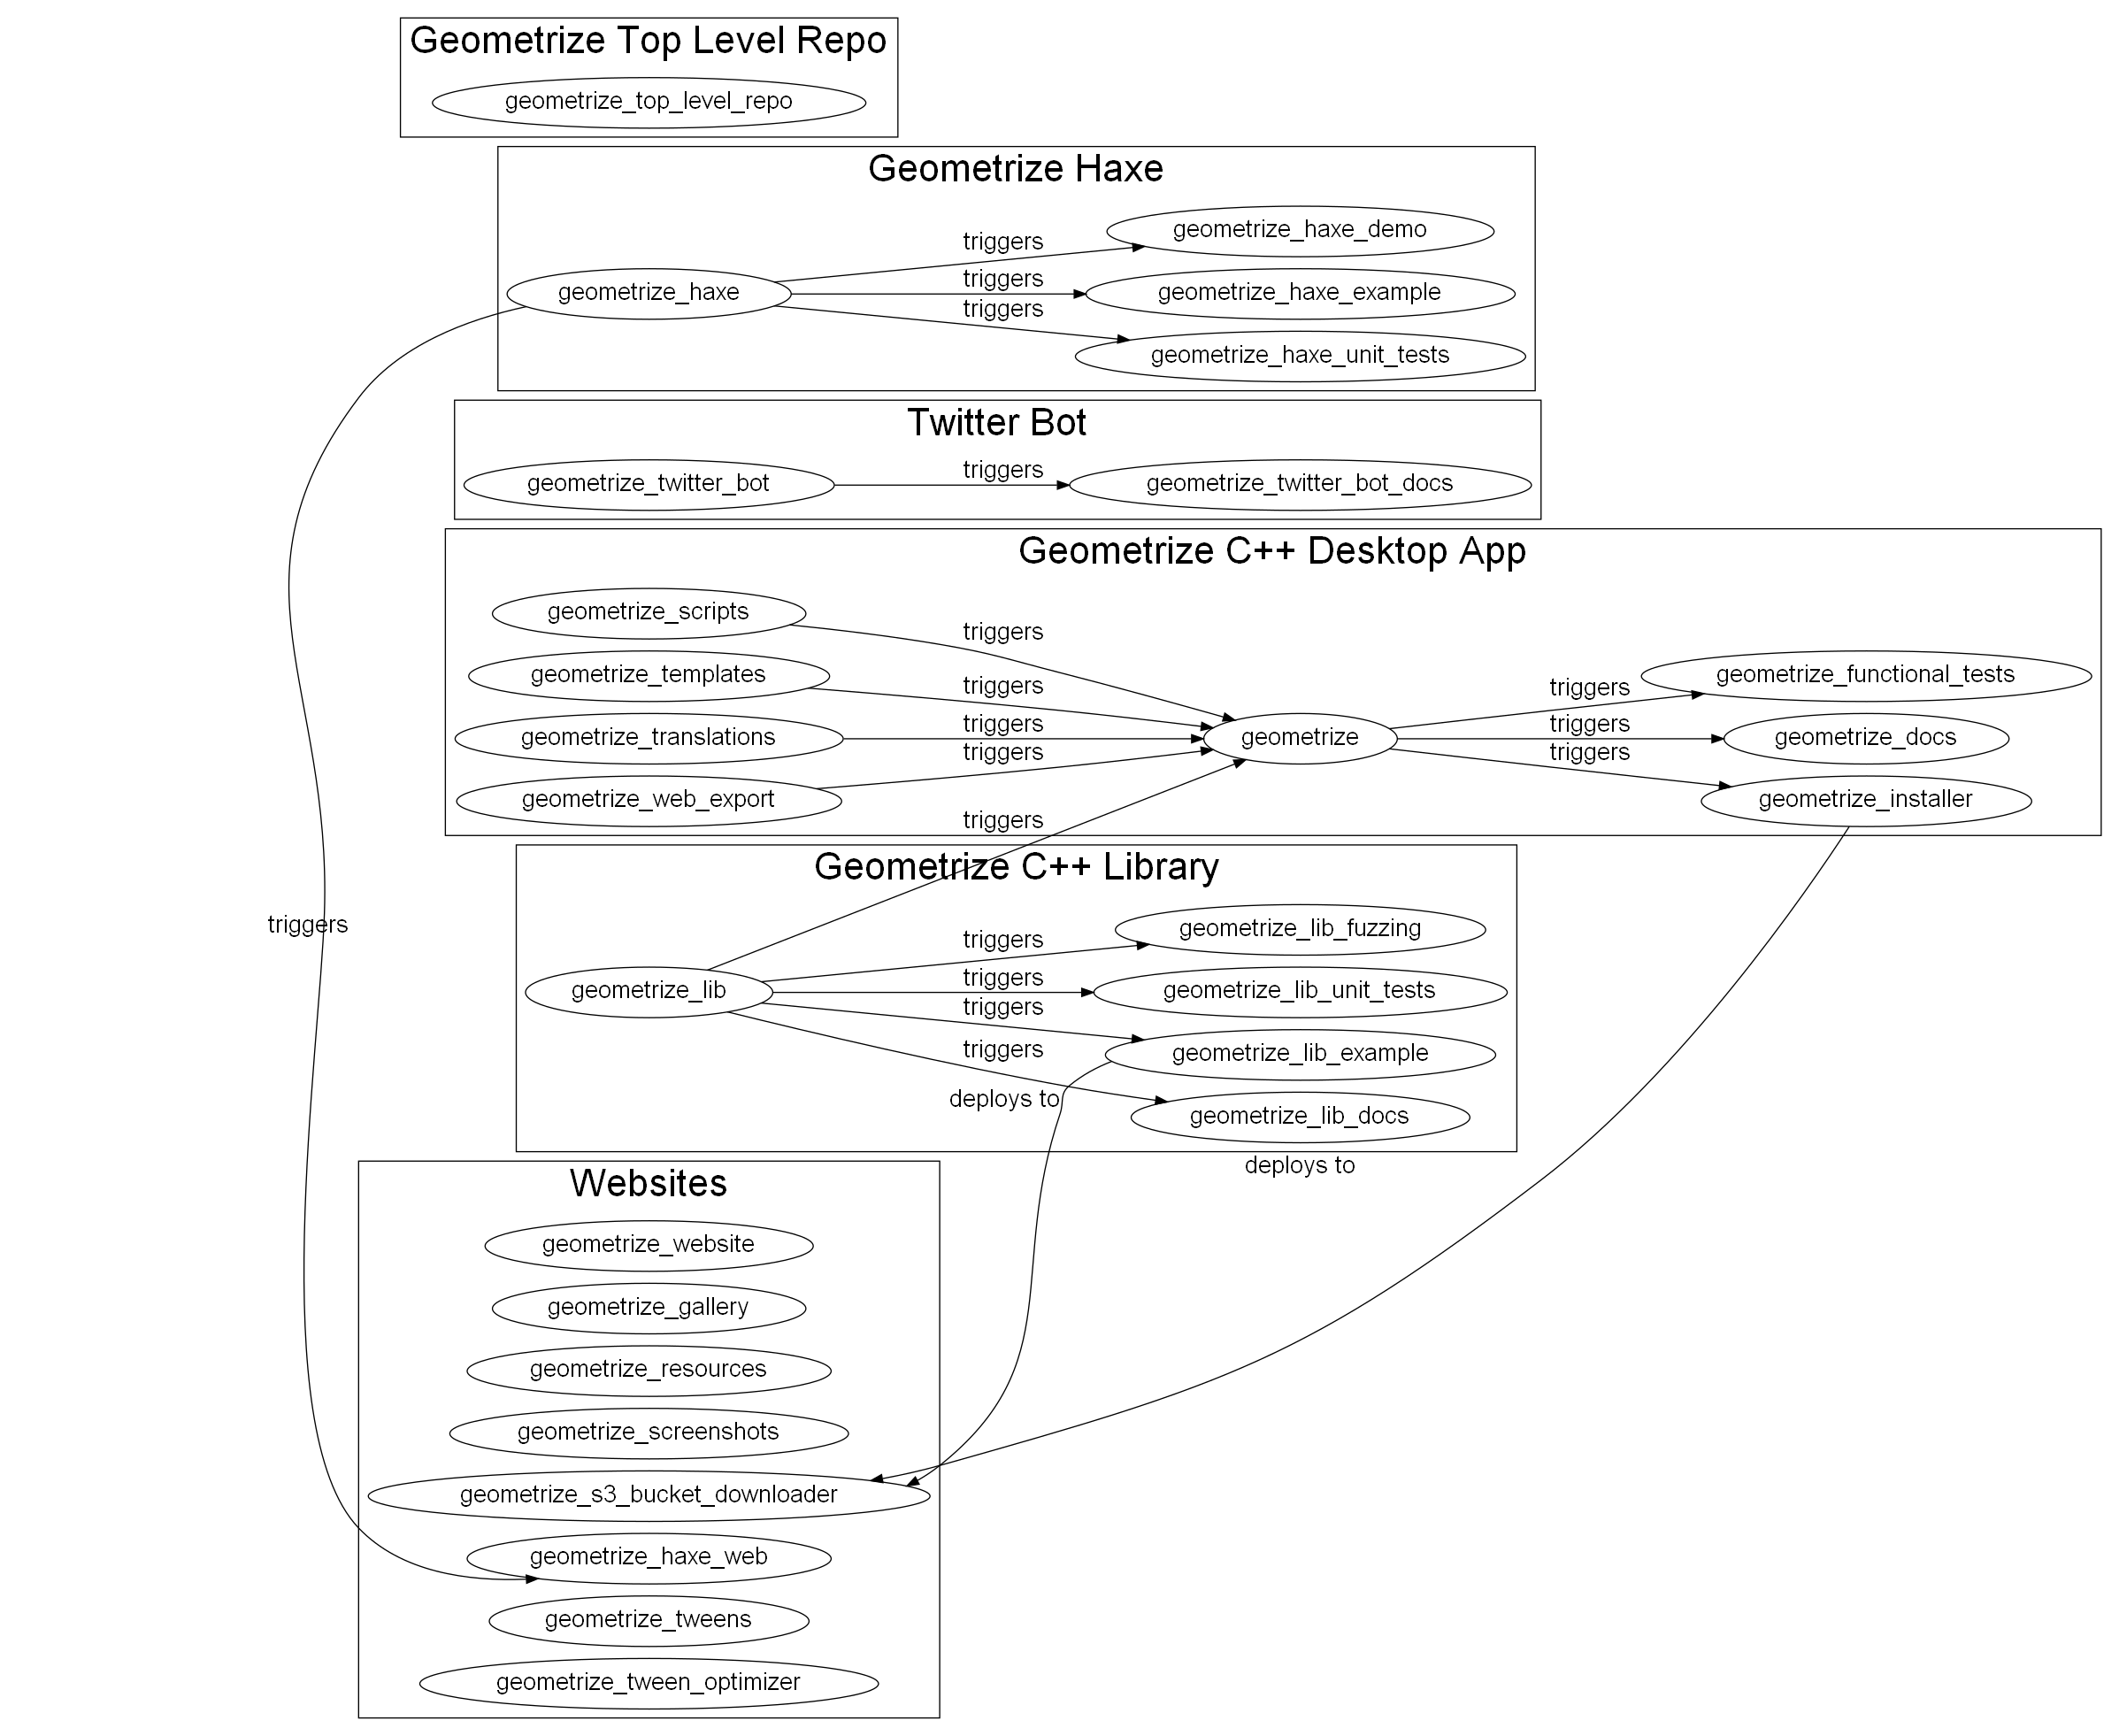 Geometrize Top Level Repo
geometrize_top_level_repo
Geometrize Haxe
geometrize_haxe
triggers
geometrize_haxe_demo
triggers
geometrize_haxe_example
triggers
geometrize_haxe_unit_tests
Twitter Bot
geometrize_twitter_bot
triggers
geometrize_twitter_bot_docs
Geometrize C++ Desktop App
geometrize_scripts
triggers
geometrize_templates
triggers
geometrize_translations
triggers
geometrize_web_export
triggers
geometrize
triggers
geometrize_functional_tests
triggers
geometrize_docs
triggers
geometrize_installer
triggers
Geometrize C++ Library
triggers
geometrize_lib
triggers
geometrize_lib_fuzzing
triggers
geometrize_lib_unit_tests
triggers
geometrize_lib_example
triggers
geometrize_lib_docs
deploys to
deploys to
Websites
geometrize_website
geometrize_gallery
geometrize_resources
geometrize_screenshots
geometrize_s3_bucket_downloader
geometrize_haxe_web
geometrize_tweens
geometrize_tween_optimizer